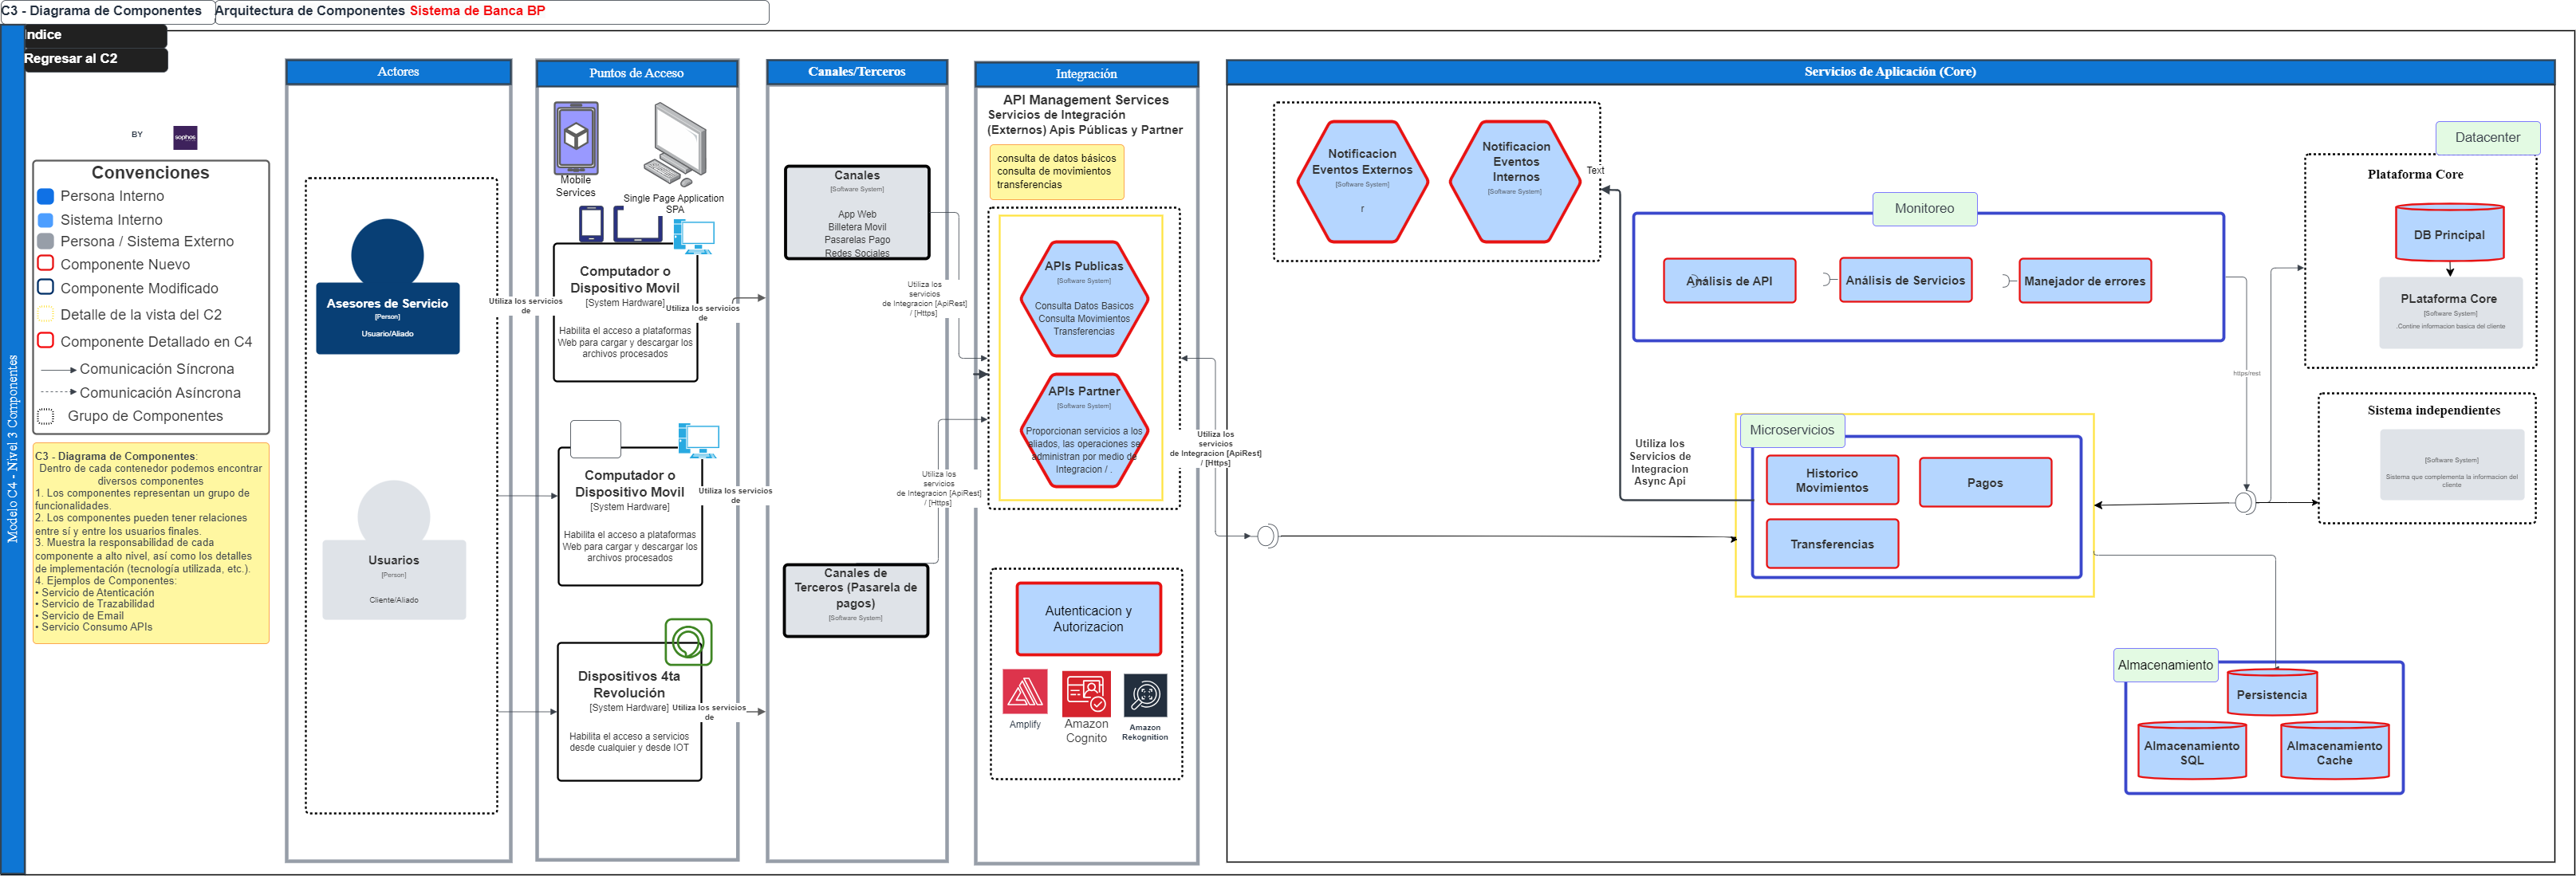 C3 - Diagrama de Componentes
Arquitectura de Componentes Sistema de Banca BP
Indice
Regresar al C2
Modelo C4 - Nivel 3 Componentes
BY
sophos
Convenciones
Persona Interno
Sistema Interno
Persona / Sistema Externo
Componente Nuevo
Componente Modificado
Detalle de la vista del C2
Componente Detallado en C4
Comunicación Síncrona
Comunicación Asíncrona
Grupo de Componentes
C3 - Diagrama de Componentes:
Dentro de cada contenedor podemos encontrar
diversos componentes
1. Los componentes representan un grupo de
funcionalidades.
2. Los componentes pueden tener relaciones
entre sí y entre los usuarios finales.
3. Muestra la responsabilidad de cada
componente a alto nivel, así como los detalles
de implementación (tecnología utilizada, etc.).
4. Ejemplos de Componentes:
• Servicio de Atenticación
• Servicio de Trazabilidad
• Servicio de Email
• Servicio Consumo APIs
Actores
Asesores de Servicio
[Person]
Usuario/Aliado
Usuarios
[Person]
Cliente/Aliado
Utiliza los servicios
de
Puntos de Acceso
Mobile
Services
Single Page Application
SPA
Computador o
Dispositivo Movil
[System Hardware]
Habilita el acceso a plataformas
Web para cargar y descargar los
archivos procesados
Utiliza los servicios
de
Computador o
Dispositivo Movil
[System Hardware]
Habilita el acceso a plataformas
Web para cargar y descargar los
archivos procesados
Utiliza los servicios
de
Dispositivos 4ta
Revolución
[System Hardware]
Habilita el acceso a servicios
desde cualquier y desde IOT
Utiliza los servicios
de
Canales/Terceros
Canales
[Software System]
App Web
Billetera Movil
Pasarelas Pago
Redes Sociales
Utiliza los
servicios
de Integracion [ApiRest]
/ [Https]
Utiliza los
servicios
de Integracion [ApiRest]
/ [Https]
Canales de
Terceros (Pasarela de
pagos)
[Software System]
Integración
API Management Services
Servicios de Integración
(Externos) Apis Públicas y Partner
consulta de datos básicos
consulta de movimientos
transferencias
APIs Publicas
[Software System]
Consulta Datos Basicos
Consulta Movimientos
Transferencias
APIs Partner
[Software System]
Proporcionan servicios a los
aliados, las operaciones se
administran por medio de
Integracion / .
Utiliza los
servicios
de Integracion [ApiRest]
/ [Https]
Autenticacion y
Autorizacion
Amplify
Amazon
Cognito
Amazon
Rekognition
Servicios de Aplicación (Core)
Notificacion
Eventos Externos
[Software System]
r
Notificacion
Eventos
Internos
[Software System]
Text
Utiliza los
Servicios de
Integracion
Async Api
Monitoreo
Análisis de API
Análisis de Servicios
Manejador de errores
Microservicios
Historico
Movimientos
Pagos
Transferencias
https/rest
Datacenter
Plataforma Core
DB Principal
PLataforma Core
[Software System]
.Contine informacion basica del cliente
Sistema independientes
[Software System]
Sistema que complementa la informacion del
cliente
Almacenamiento
Persistencia
Almacenamiento
SQL
Almacenamiento
Cache